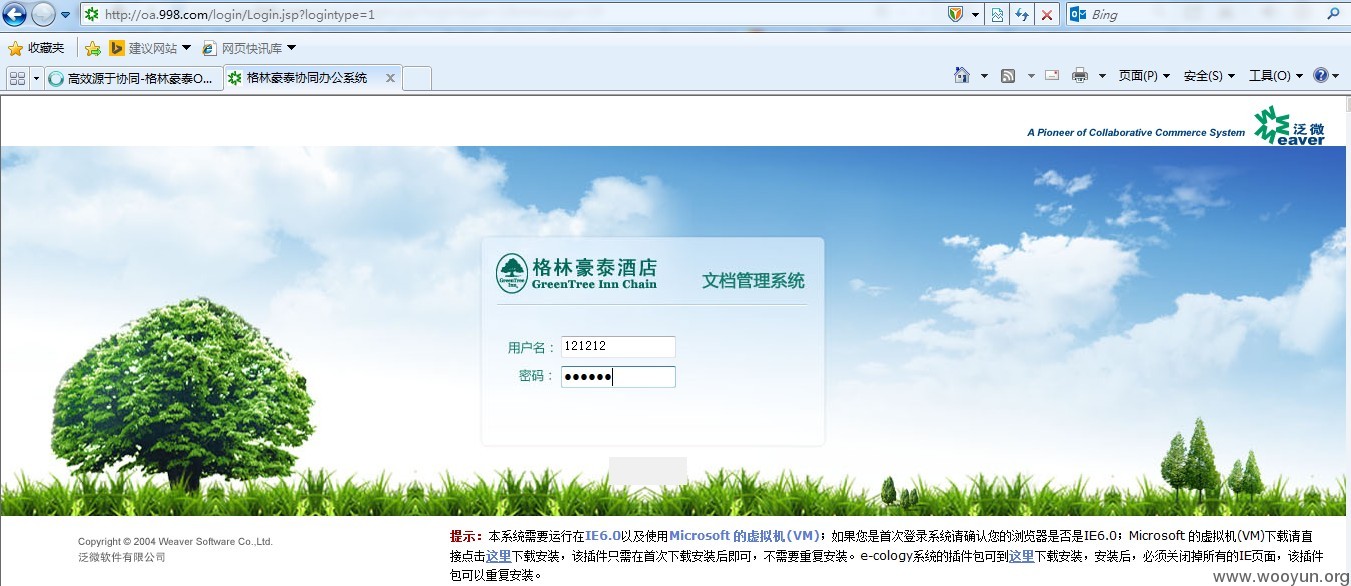 http://oa.998.com/login/Login.jsp?logintype=1
Bing
收藏夹 建议网站 网页快讯库
高效源于协同-格林豪泰O... 格林豪泰协同办公系统 页面(P) 安全(S) 工具(O)
A Pioneer of Collaborative Commerce System 泛微 eaver
格林豪泰酒店
GreenTree Inn Chain
GreenTree Inn
文档管理系统
用户名: 121212
密码: ●●●●●●
Copyright © 2004 Weaver Software Co.,Ltd.
泛微软件有限公司
提示:本系统需要运行在IE6.0以及使用Microsoft 的虚拟机(VM);如果您是首次登录系统请确认您的浏览器是否是IE6.0;Microsoft 的虚拟机(VM)下载请直
接点击这里下载安装,该插件只需在首次下载安装后即可,不需要重复安装。e-cology系统的插件包可到这里下载安装,安装后,必须关闭掉所有的IE页面,该插件
包可以重复安装。
www.wooyun.org